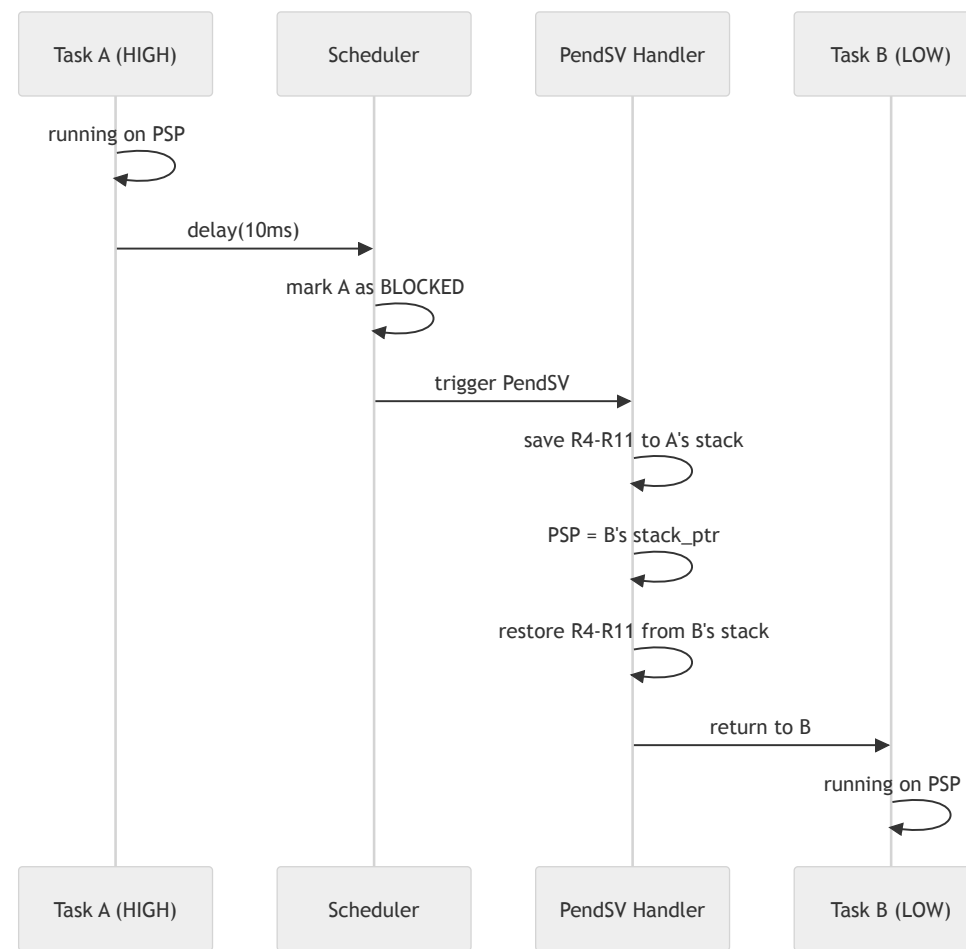 Task A (HIGH)
Scheduler
PendSV Handler
Task B (LOW)
running on PSP
delay(10ms)
mark A as BLOCKED
trigger PendSV
save R4-R11 to A's stack
PSP = B's stack_ptr
restore R4-R11 from B's stack
return to B
running on PSP
Task A (HIGH)
Scheduler
PendSV Handler
Task B (LOW)